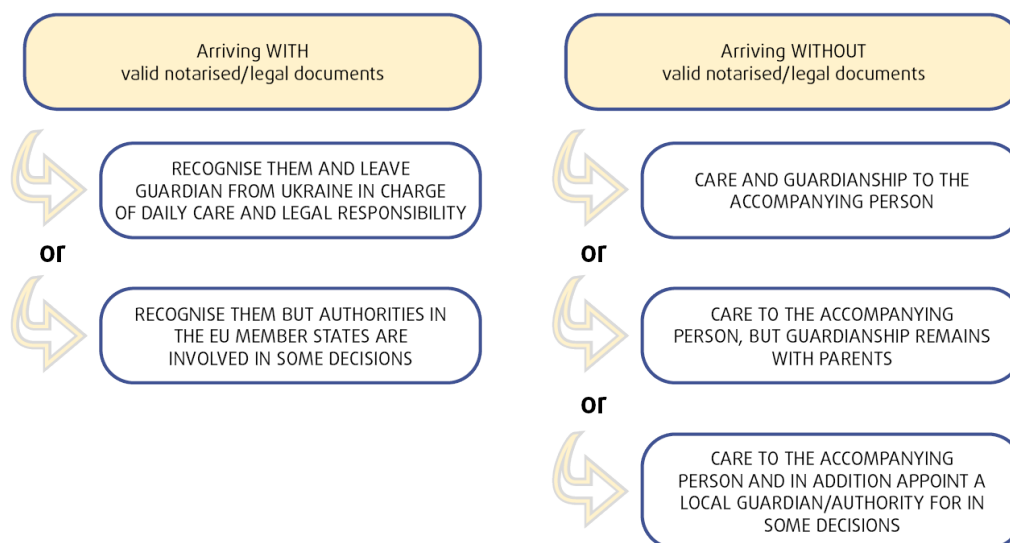 Arriving WITH
valid notarised/legal documents
RECOGNISE THEM AND LEAVE
GUARDIAN FROM UKRAINE IN CHARGE
OF DAILY CARE AND LEGAL RESPONSIBILITY
or
RECOGNISE THEM BUT AUTHORITIES IN
THE EU MEMBER STATES ARE
INVOLVED IN SOME DECISIONS
Arriving WITHOUT
valid notarised/legal documents
CARE AND GUARDIANSHIP TO THE
ACCOMPANYING PERSON
or
CARE TO THE ACCOMPANYING
PERSON, BUT GUARDIANSHIP REMAINS
WITH PARENTS
or
CARE TO THE ACCOMPANYING
PERSON AND IN ADDITION APPOINT A
LOCAL GUARDIAN/AUTHORITY FOR IN
SOME DECISIONS